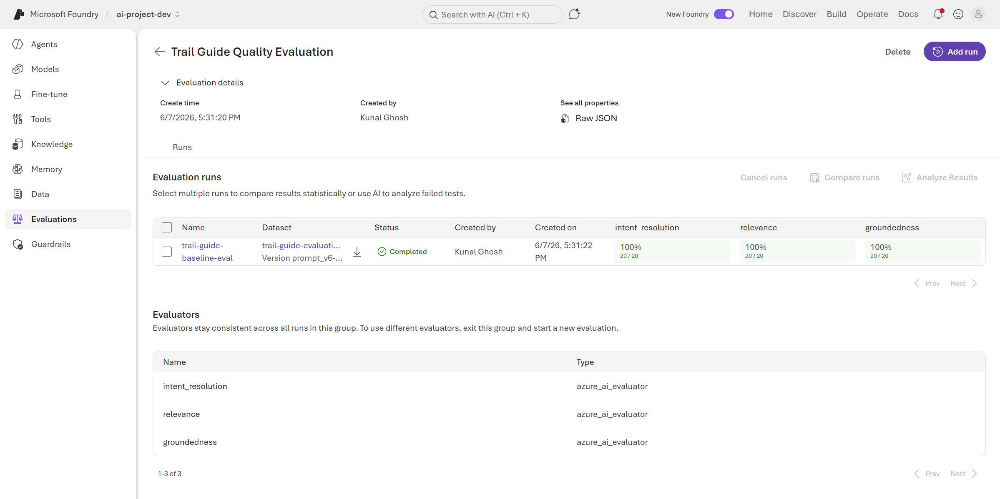 Microsoft Foundry / ai-project-dev
Search with AI (Ctrl + K)
New Foundry
Home
Discover
Build
Operate
Docs
Agents
Models
Fine-tune
Tools
Knowledge
Memory
Data
Evaluations
Guardrails
Trail Guide Quality Evaluation
Delete
Add run
Evaluation details
Create time
6/7/2026, 5:31:20 PM
Created by
Kunal Ghosh
See all properties
Raw JSON
Runs
Evaluation runs
Select multiple runs to compare results statistically or use AI to analyze failed tests.
Cancel runs
Compare runs
Analyze Results
Name
Dataset
Status
Created by
Created on
intent_resolution
relevance
groundedness
trail-guide-
baseline-eval
trail-guide-evaluati...
Version prompt_v6-...
Completed
Kunal Ghosh
6/7/26, 5:31:22
PM
100%
20 / 20
100%
20 / 20
100%
20 / 20
Prev
Next
Evaluators
Evaluators stay consistent across all runs in this group. To use different evaluators, exit this group and start a new evaluation.
Name
Type
intent_resolution
azure_ai_evaluator
relevance
azure_ai_evaluator
groundedness
azure_ai_evaluator
1-3 of 3
Prev
Next